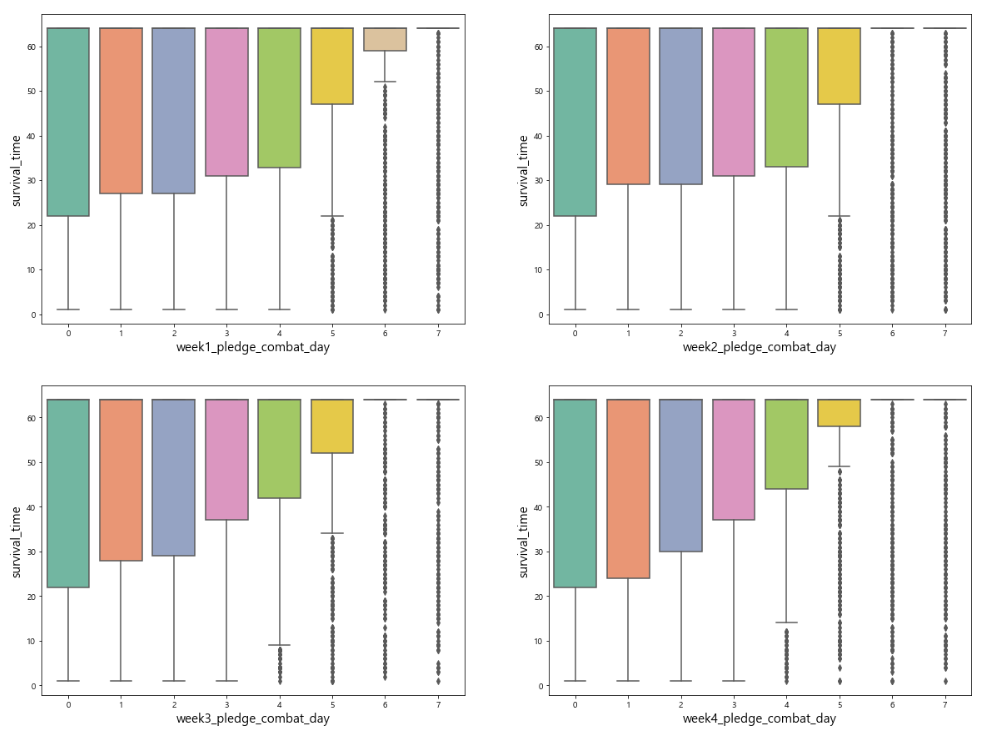 survival_time
60
50
40
30
20
10
0
0 1 2 3 4 5 6 7
week1_pledge_combat_day
survival_time
60
50
40
30
20
10
0
0 1 2 3 4 5 6 7
week2_pledge_combat_day
survival_time
60
50
40
30
20
10
0
0 1 2 3 4 5 6 7
week3_pledge_combat_day
survival_time
60
50
40
30
20
10
0
0 1 2 3 4 5 6 7
week4_pledge_combat_day